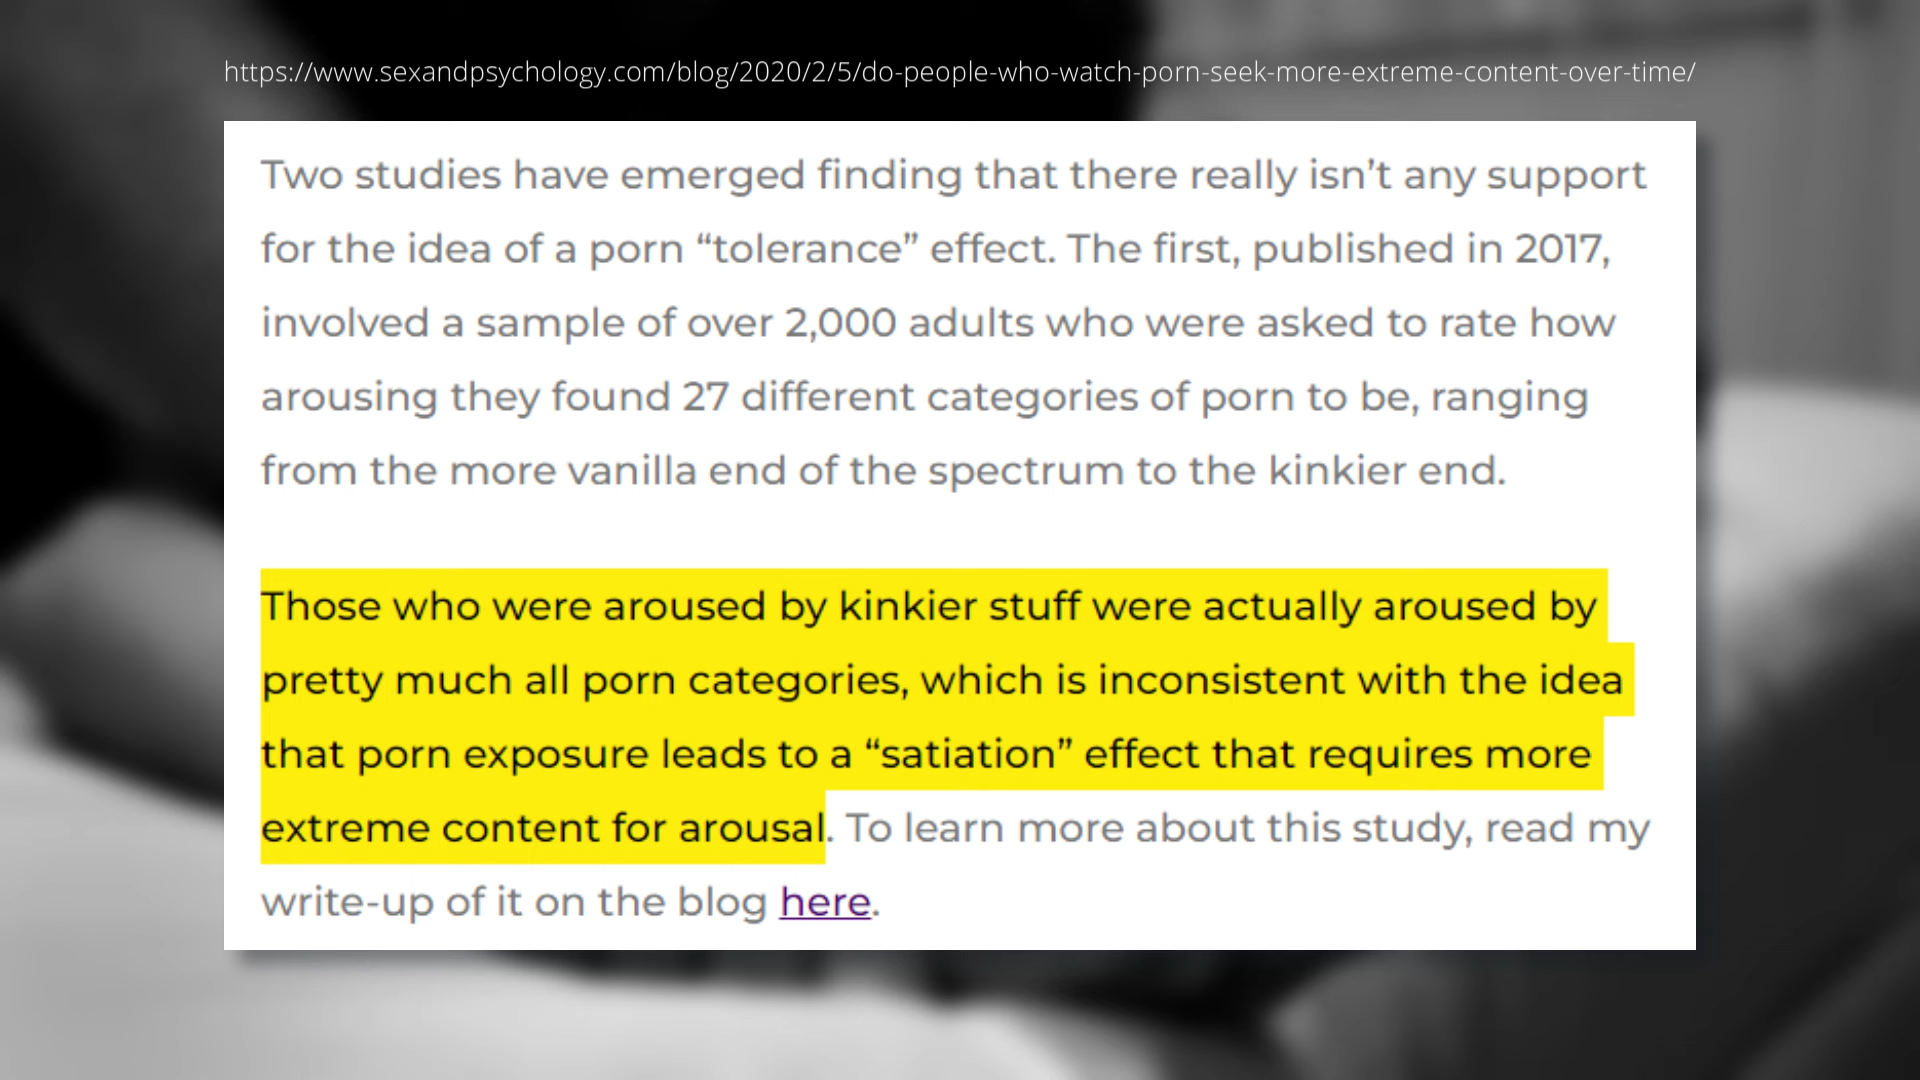 https://www.sexandpsychology.com/blog/2020/2/5/do-people-who-watch-porn-seek-more-extreme-content-over-time/
Two studies have emerged finding that there really isn’t any support
for the idea of a porn “tolerance” effect. The first, published in 2017,
involved a sample of over 2,000 adults who were asked to rate how
arousing they found 27 different categories of porn to be, ranging
from the more vanilla end of the spectrum to the kinkier end.
Those who were aroused by kinkier stuff were actually aroused by
pretty much all porn categories, which is inconsistent with the idea
that porn exposure leads to a “satiation” effect that requires more
extreme content for arousal. To learn more about this study, read my
write-up of it on the blog here.